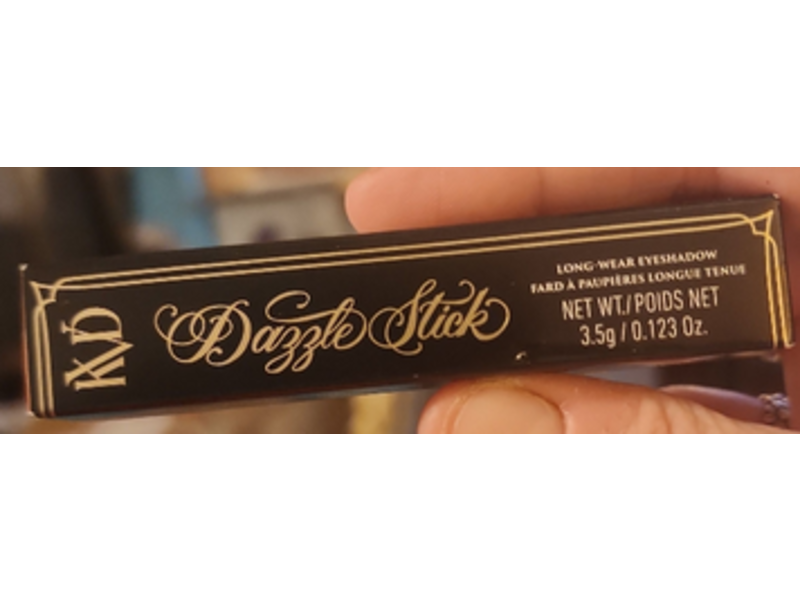 KVD
Dazzle Stick
LONG-WEAR EYESHADOW
FARD À PAUPIÈRES LONGUE TENUE
NET WT./POIDS NET
3.5g / 0.123 Oz.